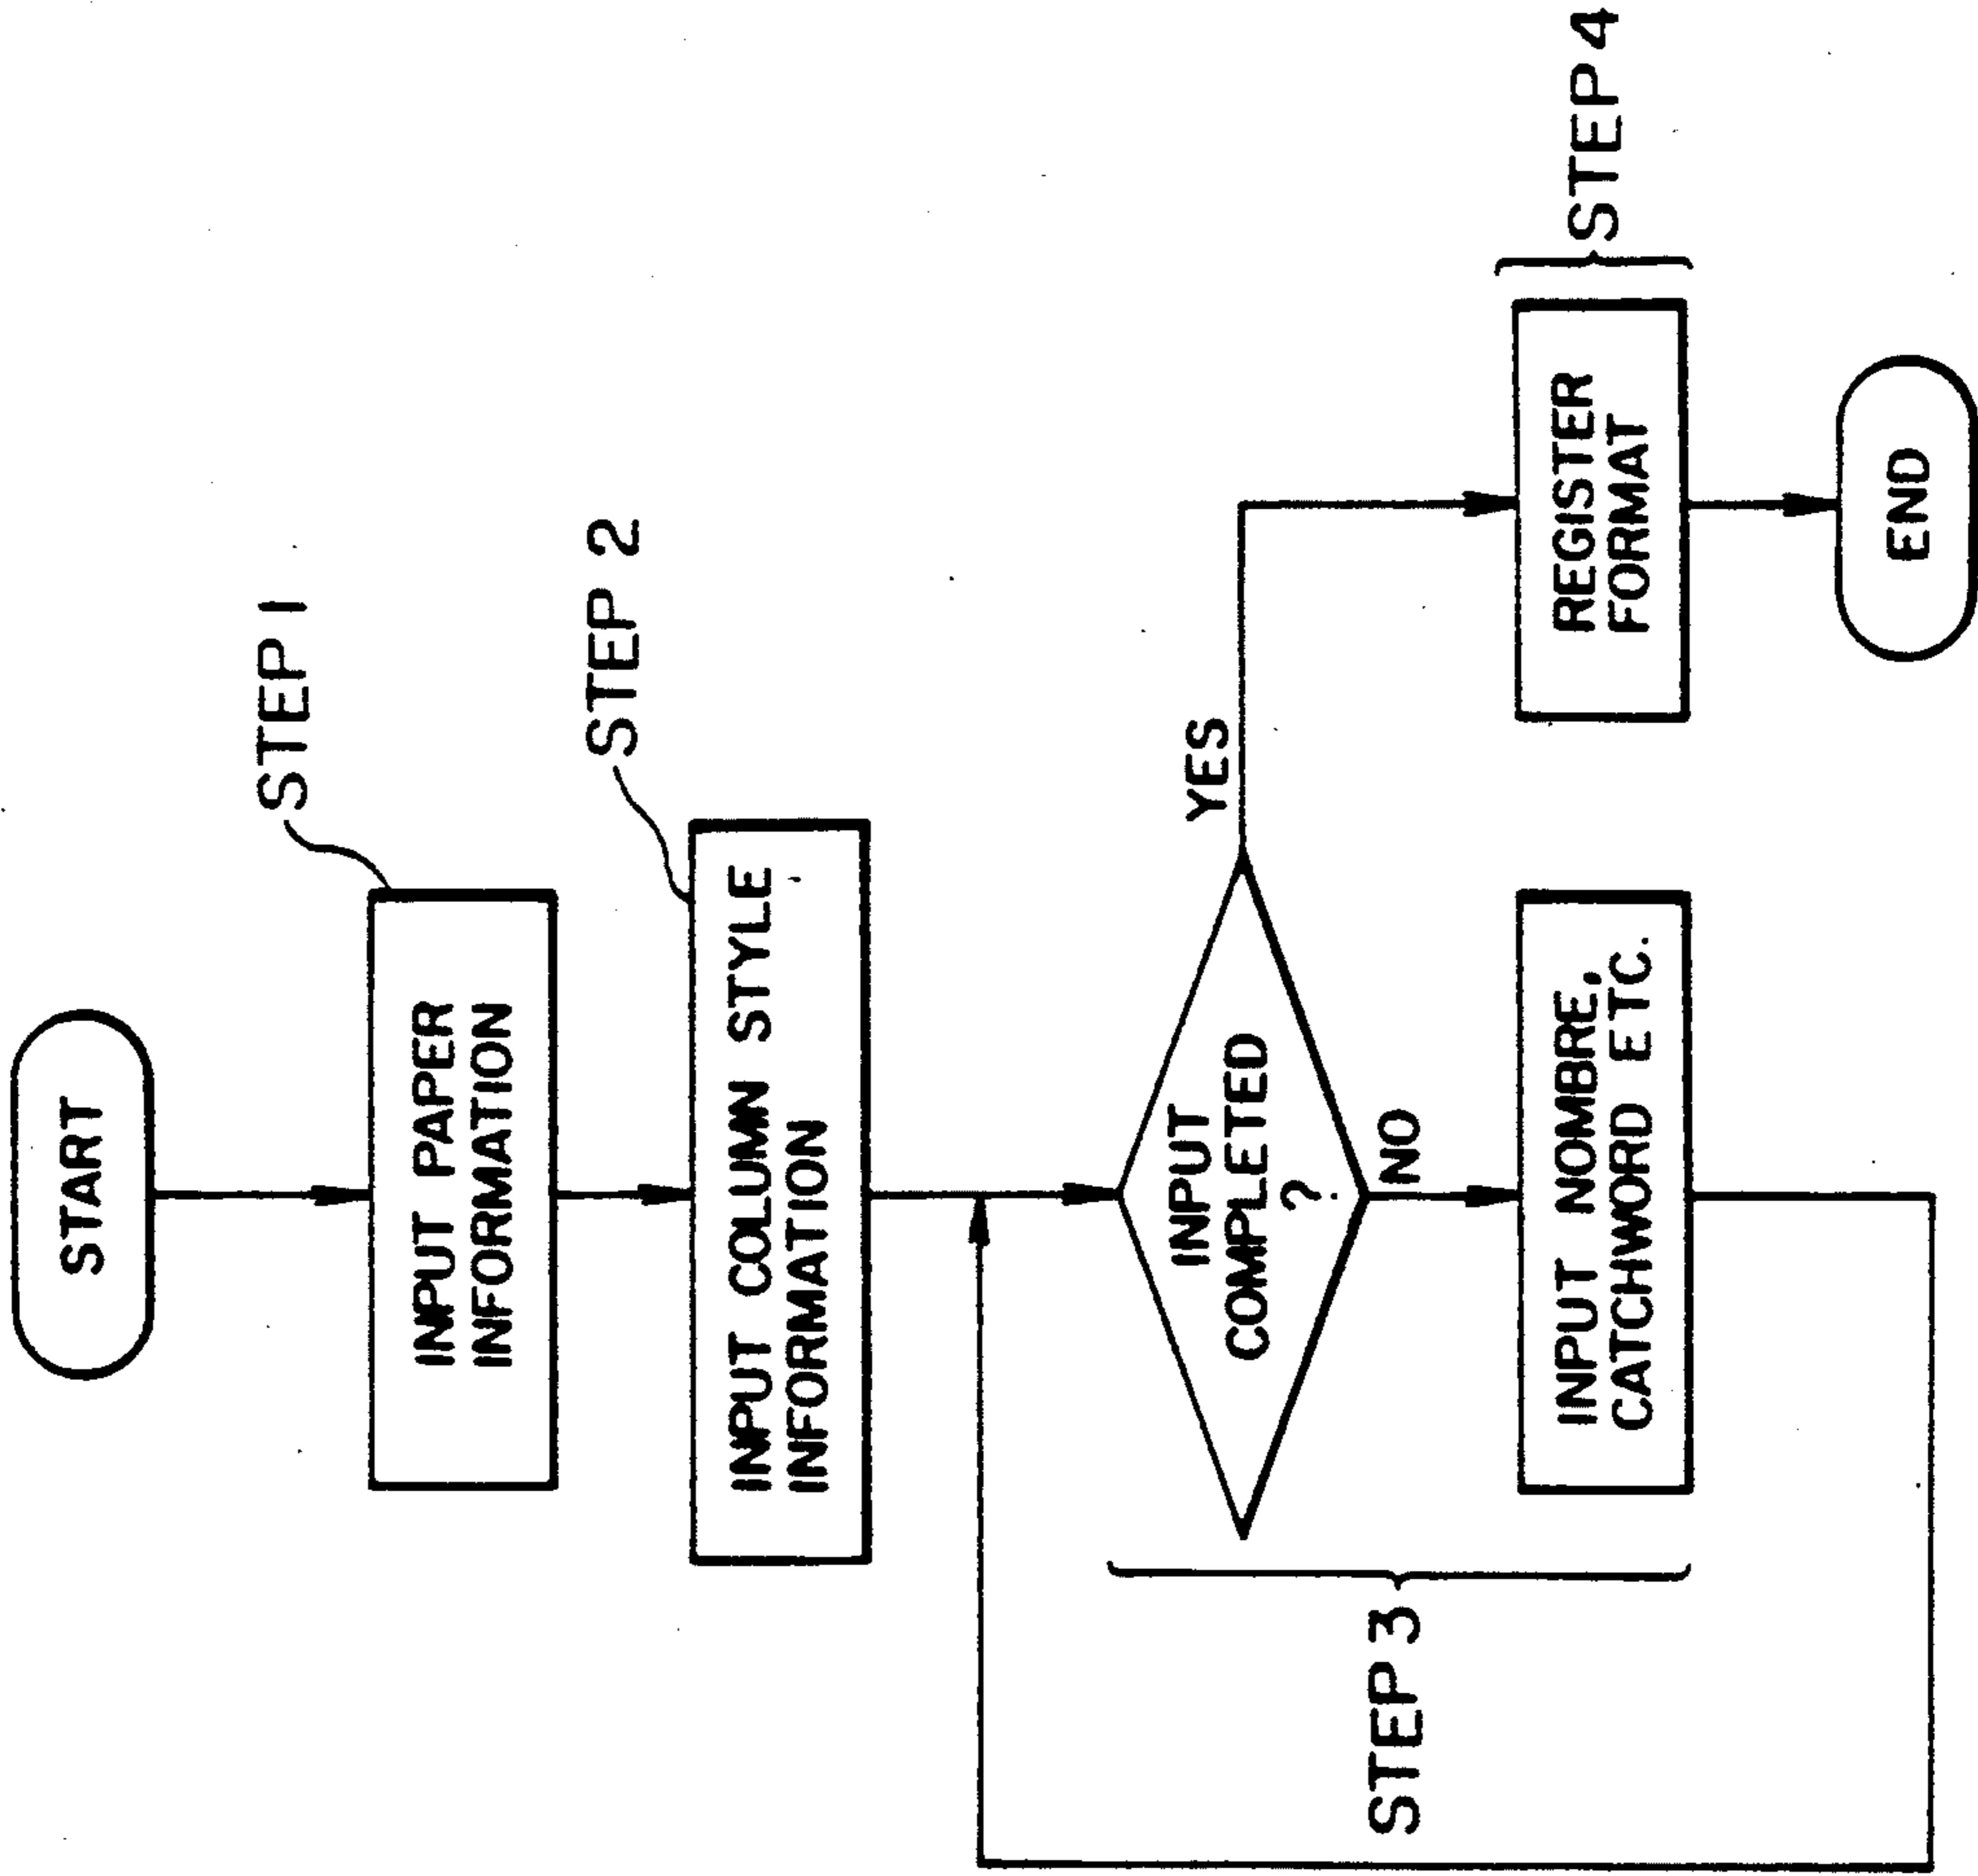 START
STEP 1
INPUT PAPER
INFORMATION
STEP 2
INPUT COLUMN STYLE
INFORMATION
INPUT
COMPLETED
?
YES
NO
STEP 3
INPUT NOMBRE,
CATCHWORD ETC.
STEP 4
REGISTER
FORMAT
END